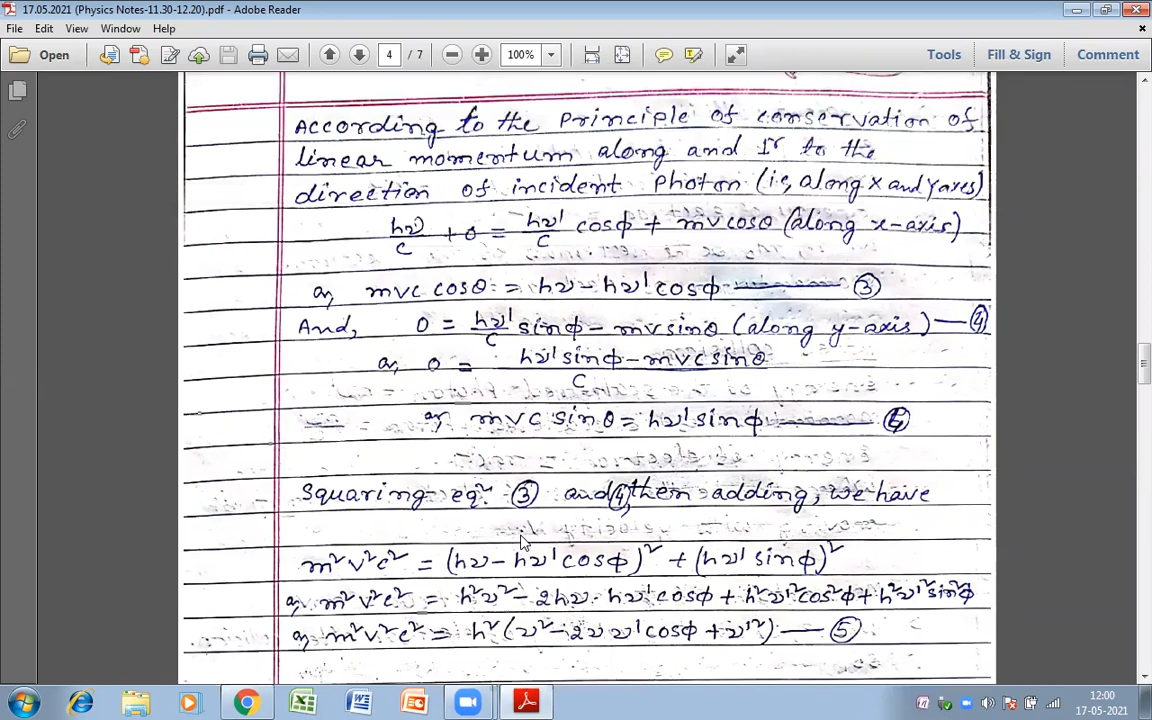 17.05.2021 (Physics Notes-11.30-12.20).pdf - Adobe Reader
File Edit View Window Help
Open 4 / 7 100% Tools Fill & Sign Comment
According to the Principle of conservation of
linear momentum along and ⊥r to the
direction of incident Photon (i.e, along X and Y axes)
hν/c + 0 = hν'/c cosφ + mv cosθ (along x-axis)
or, mvc cosθ = hν - hν' cosφ ——— ③
And, 0 = hν'/c sinφ - mv sinθ (along y-axis) — ④
or, 0 = hν' sinφ - mvc sinθ / c
or, mvc sinθ = hν' sinφ
Squaring eqn. ③ and ④, then adding, we have
m²v²c² = (hν - hν' cosφ)² + (hν' sinφ)²
or, m²v²c² = h²ν² - 2hν. hν' cosφ + h²ν'² cos²φ + h²ν'² sin²φ
or, m²v²c² = h² (ν² - 2ν ν' cosφ + ν'²) — ⑤
12:00
17-05-2021